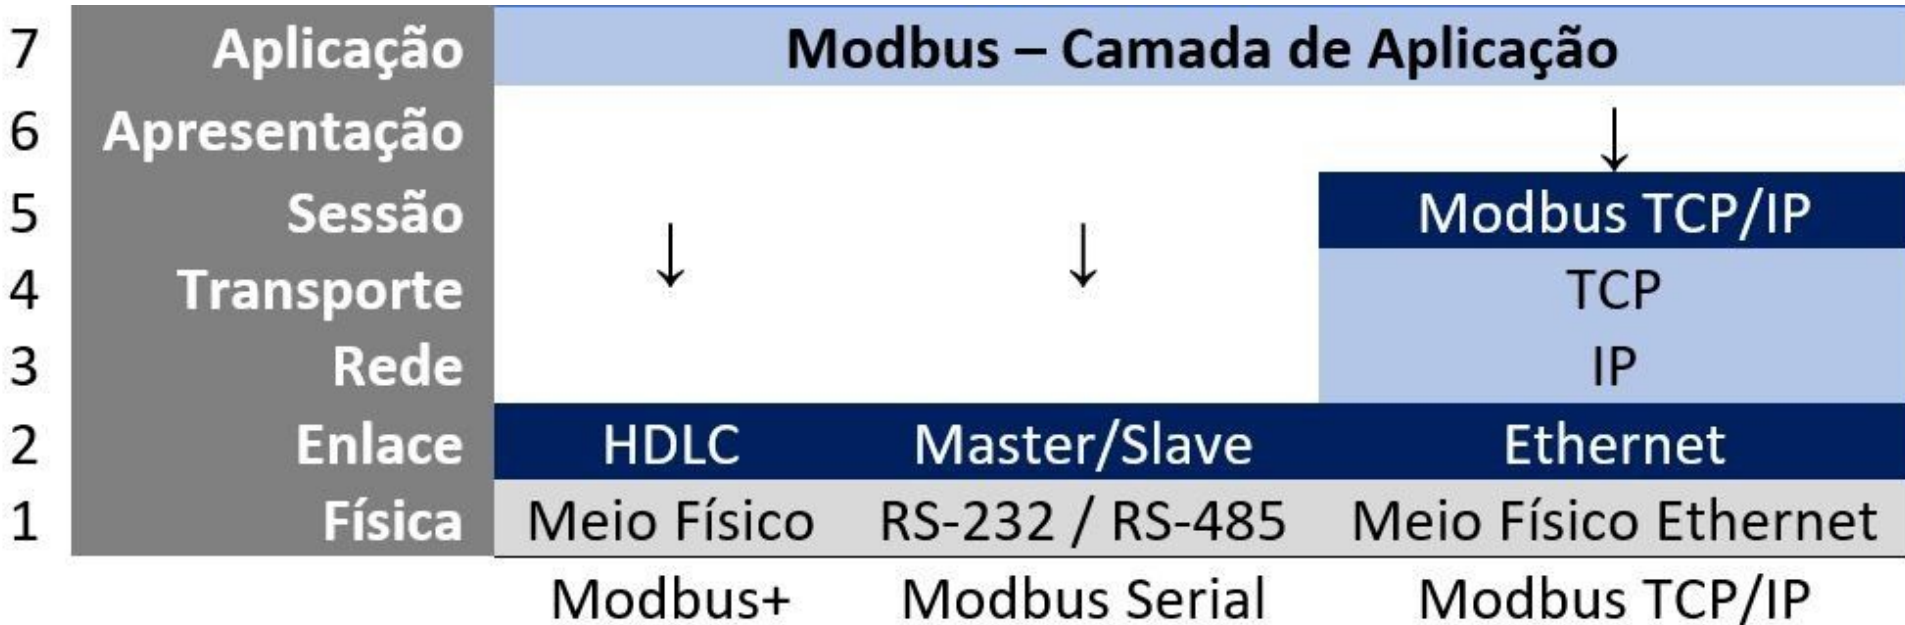 7 Aplicação Modbus – Camada de Aplicação
6 Apresentação ↓
5 Sessão ↓ ↓ Modbus TCP/IP
4 Transporte TCP
3 Rede IP
2 Enlace HDLC Master/Slave Ethernet
1 Física Meio Físico RS-232 / RS-485 Meio Físico Ethernet
Modbus+ Modbus Serial Modbus TCP/IP